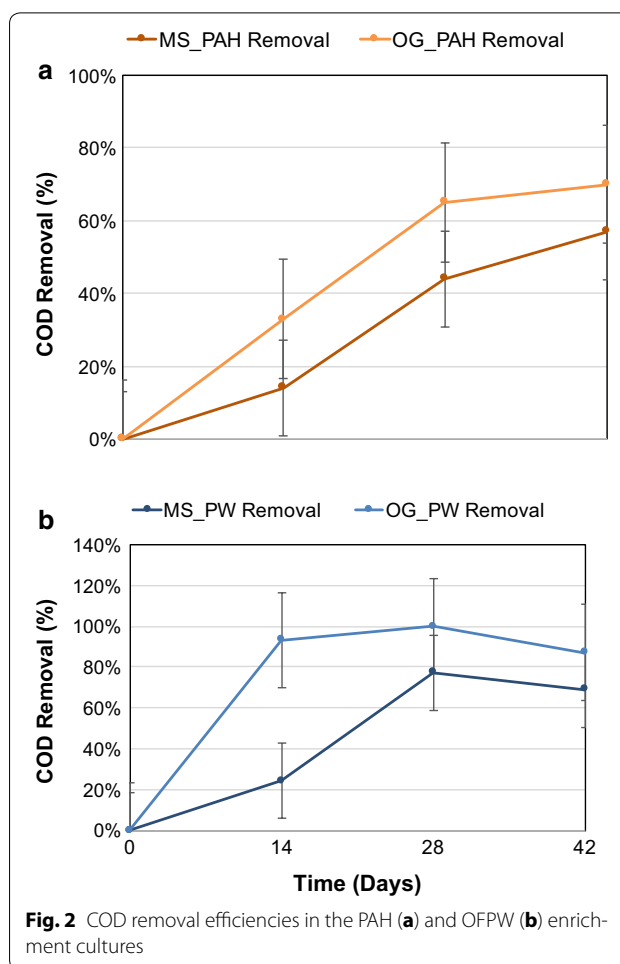 MS_PAH Removal OG_PAH Removal
a
100%
80%
60%
40%
20%
0%
COD Removal (%)
MS_PW Removal OG_PW Removal
b
140%
120%
100%
80%
60%
40%
20%
0%
COD Removal (%)
0 14 28 42
Time (Days)
Fig. 2 COD removal efficiencies in the PAH (a) and OFPW (b) enrich-
ment cultures